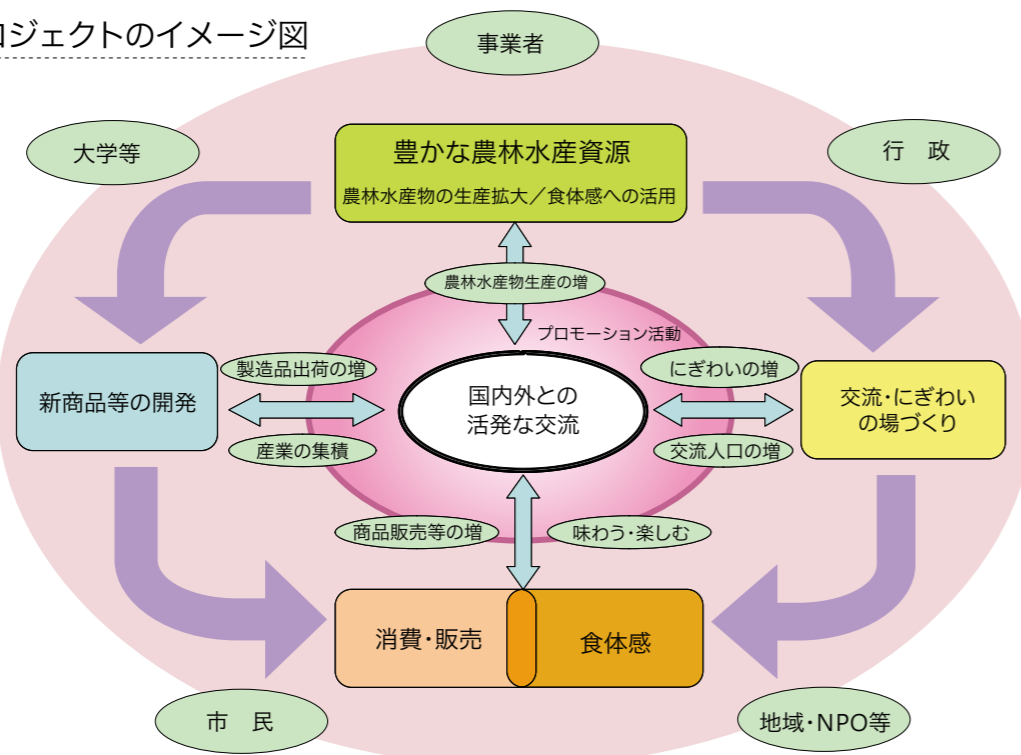 ロジェクトのイメージ図
事業者
大学等
行　政
豊かな農林水産資源
農林水産物の生産拡大／食体感への活用
農林水産物生産の増
プロモーション活動
製造品出荷の増
にぎわいの増
新商品等の開発
国内外との
活発な交流
交流・にぎわい
の場づくり
産業の集積
交流人口の増
商品販売等の増
味わう・楽しむ
消費・販売
食体感
市　民
地域・NPO等